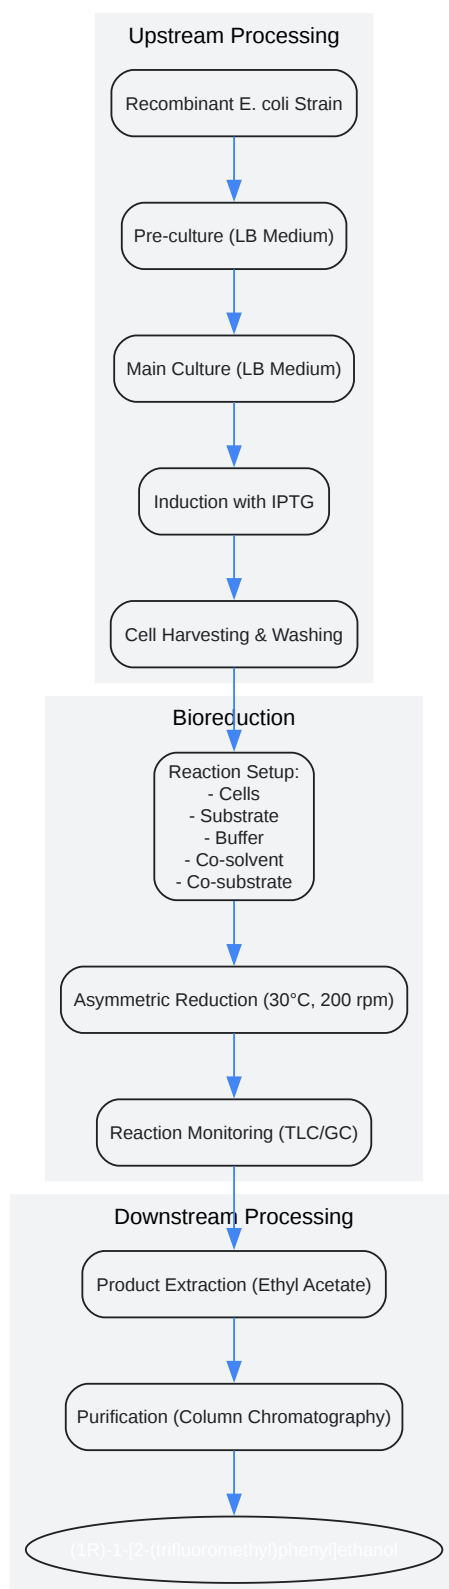 Upstream Processing
Recombinant E. coli Strain
Pre-culture (LB Medium)
Main Culture (LB Medium)
Induction with IPTG
Cell Harvesting & Washing
Bioreduction
Reaction Setup:
- Cells
- Substrate
- Buffer
- Co-solvent
- Co-substrate
Asymmetric Reduction (30°C, 200 rpm)
Reaction Monitoring (TLC/GC)
Downstream Processing
Product Extraction (Ethyl Acetate)
Purification (Column Chromatography)
(1R)-1-[2-(trifluoromethyl)phenyl]ethanol